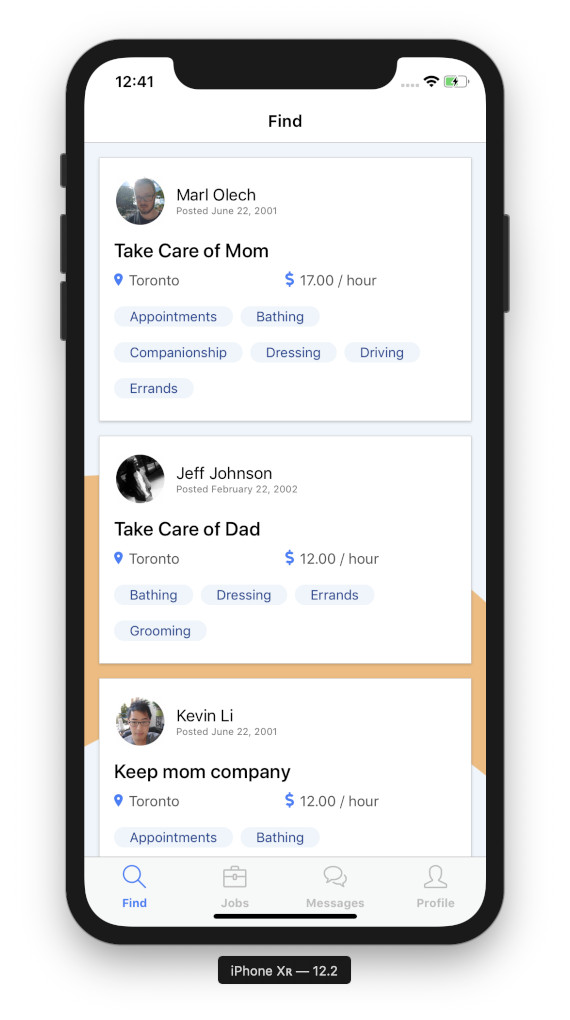 12:41
Find
Marl Olech
Posted June 22, 2001
Take Care of Mom
Toronto
$ 17.00 / hour
Appointments
Bathing
Companionship
Dressing
Driving
Errands
Jeff Johnson
Posted February 22, 2002
Take Care of Dad
Toronto
$ 12.00 / hour
Bathing
Dressing
Errands
Grooming
Kevin Li
Posted June 22, 2001
Keep mom company
Toronto
$ 12.00 / hour
Appointments
Bathing
Find
Jobs
Messages
Profile
iPhone Xʀ — 12.2